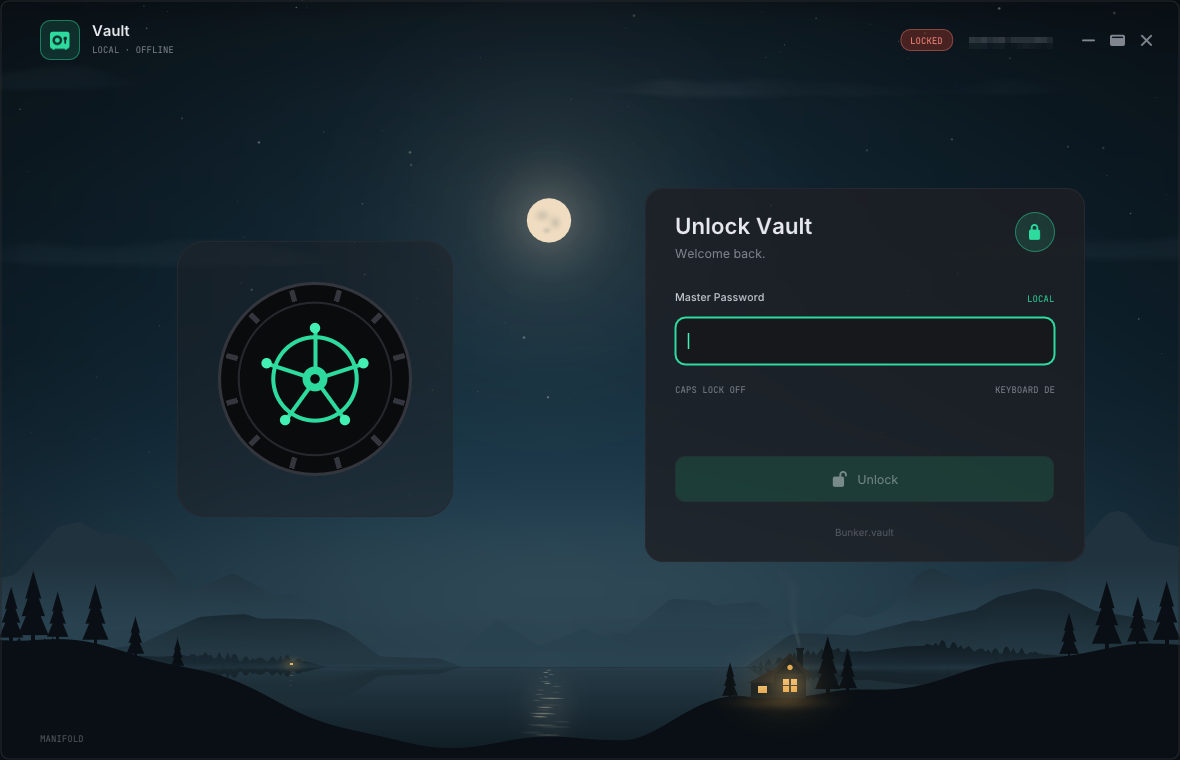 Vault
LOCAL · OFFLINE
LOCKED
Unlock Vault
Welcome back.
Master Password
LOCAL
CAPS LOCK OFF
KEYBOARD DE
Unlock
Bunker.vault
MANIFOLD